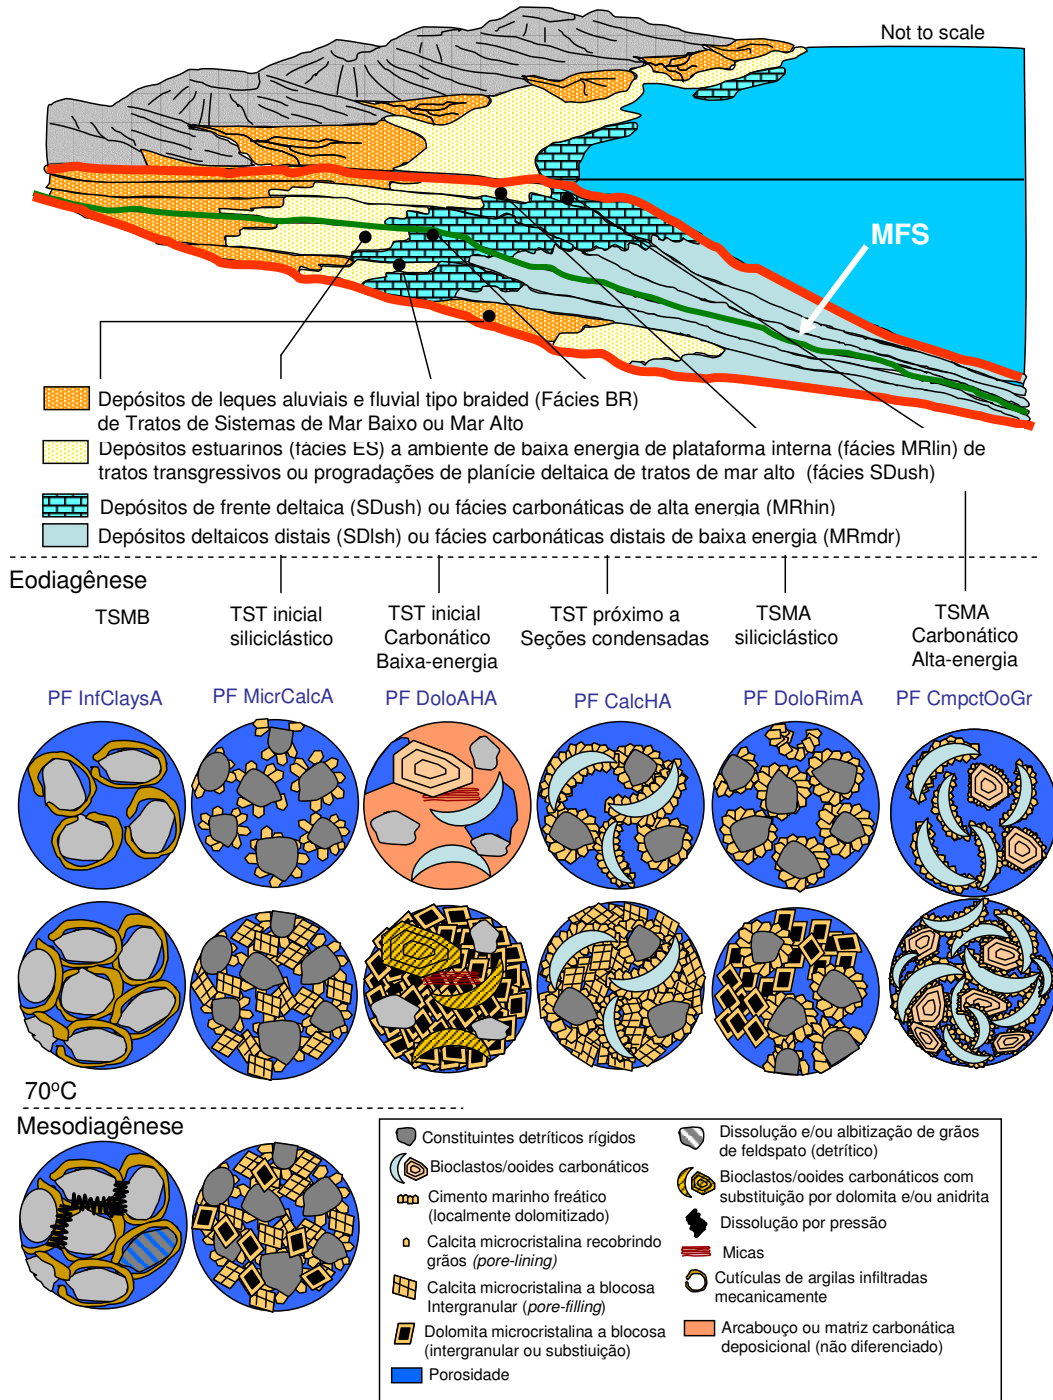 Not to scale
MFS
Depósitos de leques aluviais e fluvial tipo braided (Fácies BR)
de Tratos de Sistemas de Mar Baixo ou Mar Alto
Depósitos estuarinos (fácies ES) a ambiente de baixa energia de plataforma interna (fácies MRlin) de
tratos transgressivos ou progradações de planície deltaica de tratos de mar alto (fácies SDush)
Depósitos de frente deltaica (SDush) ou fácies carbonáticas de alta energia (MRhin)
Depósitos deltaicos distais (SDlsh) ou fácies carbonáticas distais de baixa energia (MRmdr)
Eodiagênese
TSMB
TST inicial
siliciclástico
TST inicial
Carbonático
Baixa-energia
TST próximo a
Seções condensadas
TSMA
siliciclástico
TSMA
Carbonático
Alta-energia
PF InfClaysA
PF MicrCalcA
PF DoloAHA
PF CalcHA
PF DoloRimA
PF CmpctOoGr
70ºC
Mesodiagênese
Constituintes detríticos rígidos
Bioclastos/ooides carbonáticos
Cimento marinho freático
(localmente dolomitizado)
Calcita microcristalina recobrindo
grãos (pore-lining)
Calcita microcristalina a blocosa
Intergranular (pore-filling)
Dolomita microcristalina a blocosa
(intergranular ou substiuição)
Porosidade
Dissolução e/ou albitização de grãos
de feldspato (detrítico)
Bioclastos/ooides carbonáticos com
substituição por dolomita e/ou anidrita
Dissolução por pressão
Micas
Cutículas de argilas infiltradas
mecanicamente
Arcabouço ou matriz carbonática
deposicional (não diferenciado)